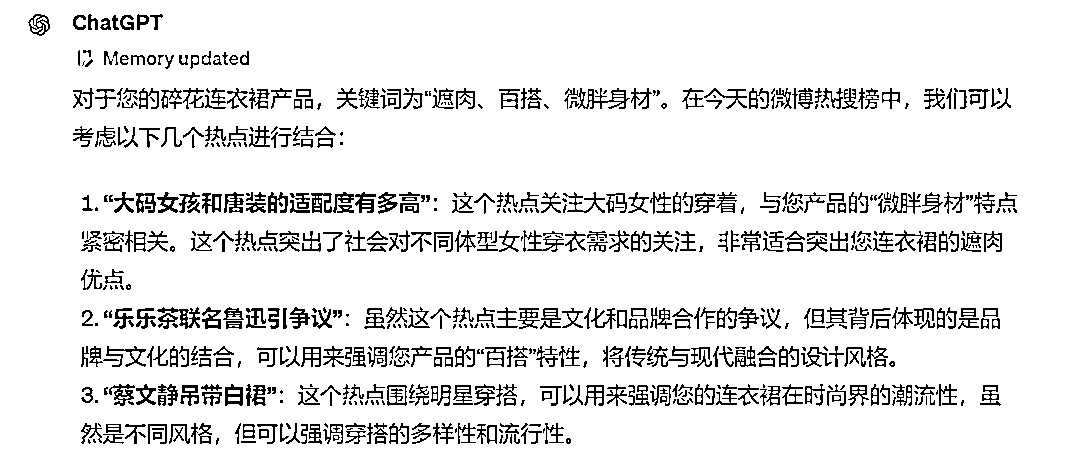 ChatGPT
Memory updated
对于您的碎花连衣裙产品，关键词为“遮肉、百搭、微胖身材”。在今天的微博热搜榜中，我们可以
考虑以下几个热点进行结合：
1. “大码女孩和唐装的适配度有多高”：这个热点关注大码女性的穿着，与您产品的“微胖身材”特点
紧密相关。这个热点突出了社会对不同体型女性穿衣需求的关注，非常适合突出您连衣裙的遮肉
优点。
2. “乐乐茶联名鲁迅引争议”：虽然这个热点主要是文化和品牌合作的争议，但其背后体现的是品
牌与文化的结合，可以用来强调您产品的“百搭”特性，将传统与现代融合的设计风格。
3. “蔡文静吊带白裙”：这个热点围绕明星穿搭，可以用来强调您的连衣裙在时尚界的潮流性，虽
然是不同风格，但可以强调穿搭的多样性和流行性。